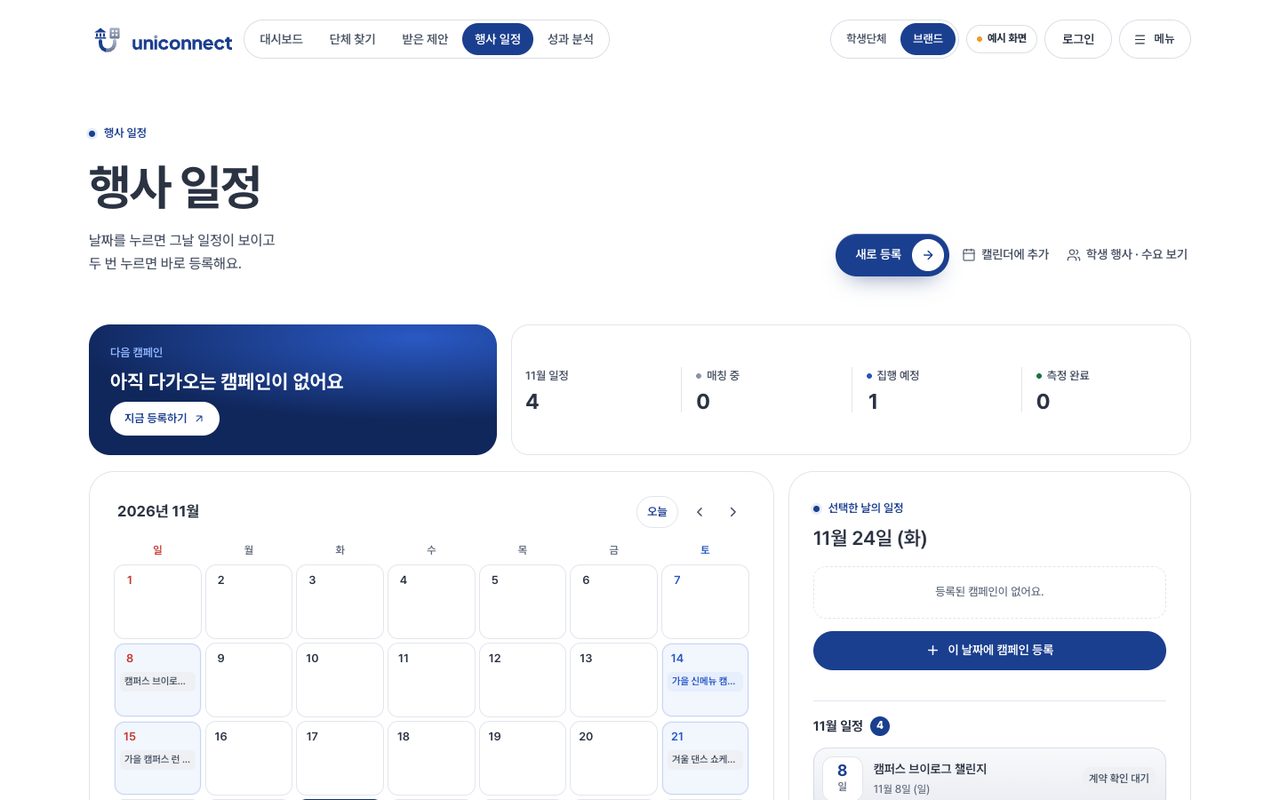 uniconnect
대시보드 단체 찾기 받은 제안 행사 일정 성과 분석
학생단체 브랜드 예시 화면 로그인 메뉴
행사 일정
행사 일정
날짜를 누르면 그날 일정이 보이고
두 번 누르면 바로 등록해요.
새로 등록 캘린더에 추가 학생 행사 · 수요 보기
다음 캠페인
아직 다가오는 캠페인이 없어요
지금 등록하기
11월 일정 매칭 중 집행 예정 측정 완료
4 0 1 0
2026년 11월 오늘
일 월 화 수 목 금 토
1 2 3 4 5 6 7
8 9 10 11 12 13 14
캠퍼스 브이로... 가을 신메뉴 캠...
15 16 17 18 19 20 21
가을 캠퍼스 런 ... 겨울 댄스 쇼케...
선택한 날의 일정
11월 24일 (화)
등록된 캠페인이 없어요.
이 날짜에 캠페인 등록
11월 일정 4
8
일
캠퍼스 브이로그 챌린지
11월 8일 (일)
계약 확인 대기